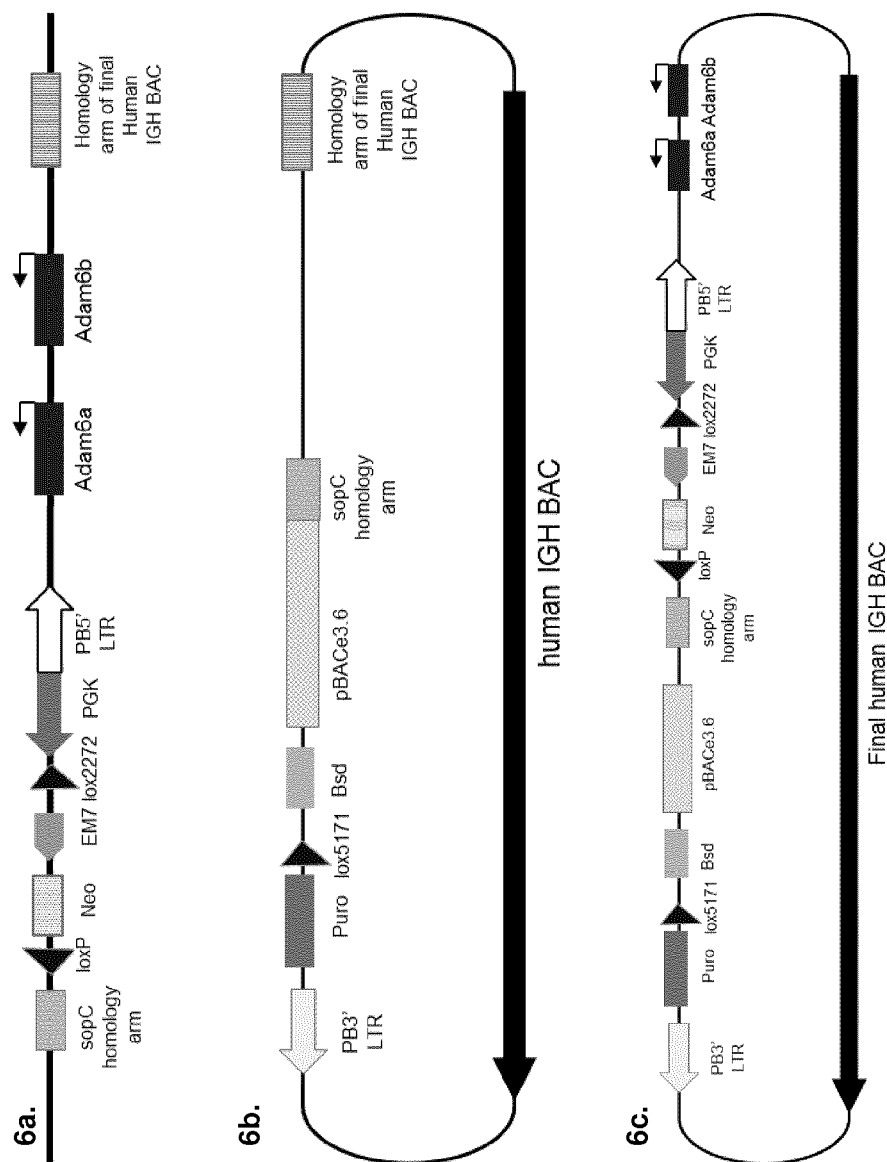 6a.
sopC
homology
arm
loxP
Neo
EM7
lox2272
PGK
PB5'
LTR
Adam6a
Adam6b
Homology
arm of final
Human
IGH BAC
6b.
PB3'
LTR
Puro
lox5171
Bsd
pBACe3.6
sopC
homology
arm
Homology
arm of final
Human
IGH BAC
human IGH BAC
6c.
PB3'
LTR
Puro
lox5171
Bsd
pBACe3.6
sopC
homology
arm
loxP
Neo
EM7
lox2272
PGK
PB5'
LTR
Adam6a
Adam6b
Final human IGH BAC